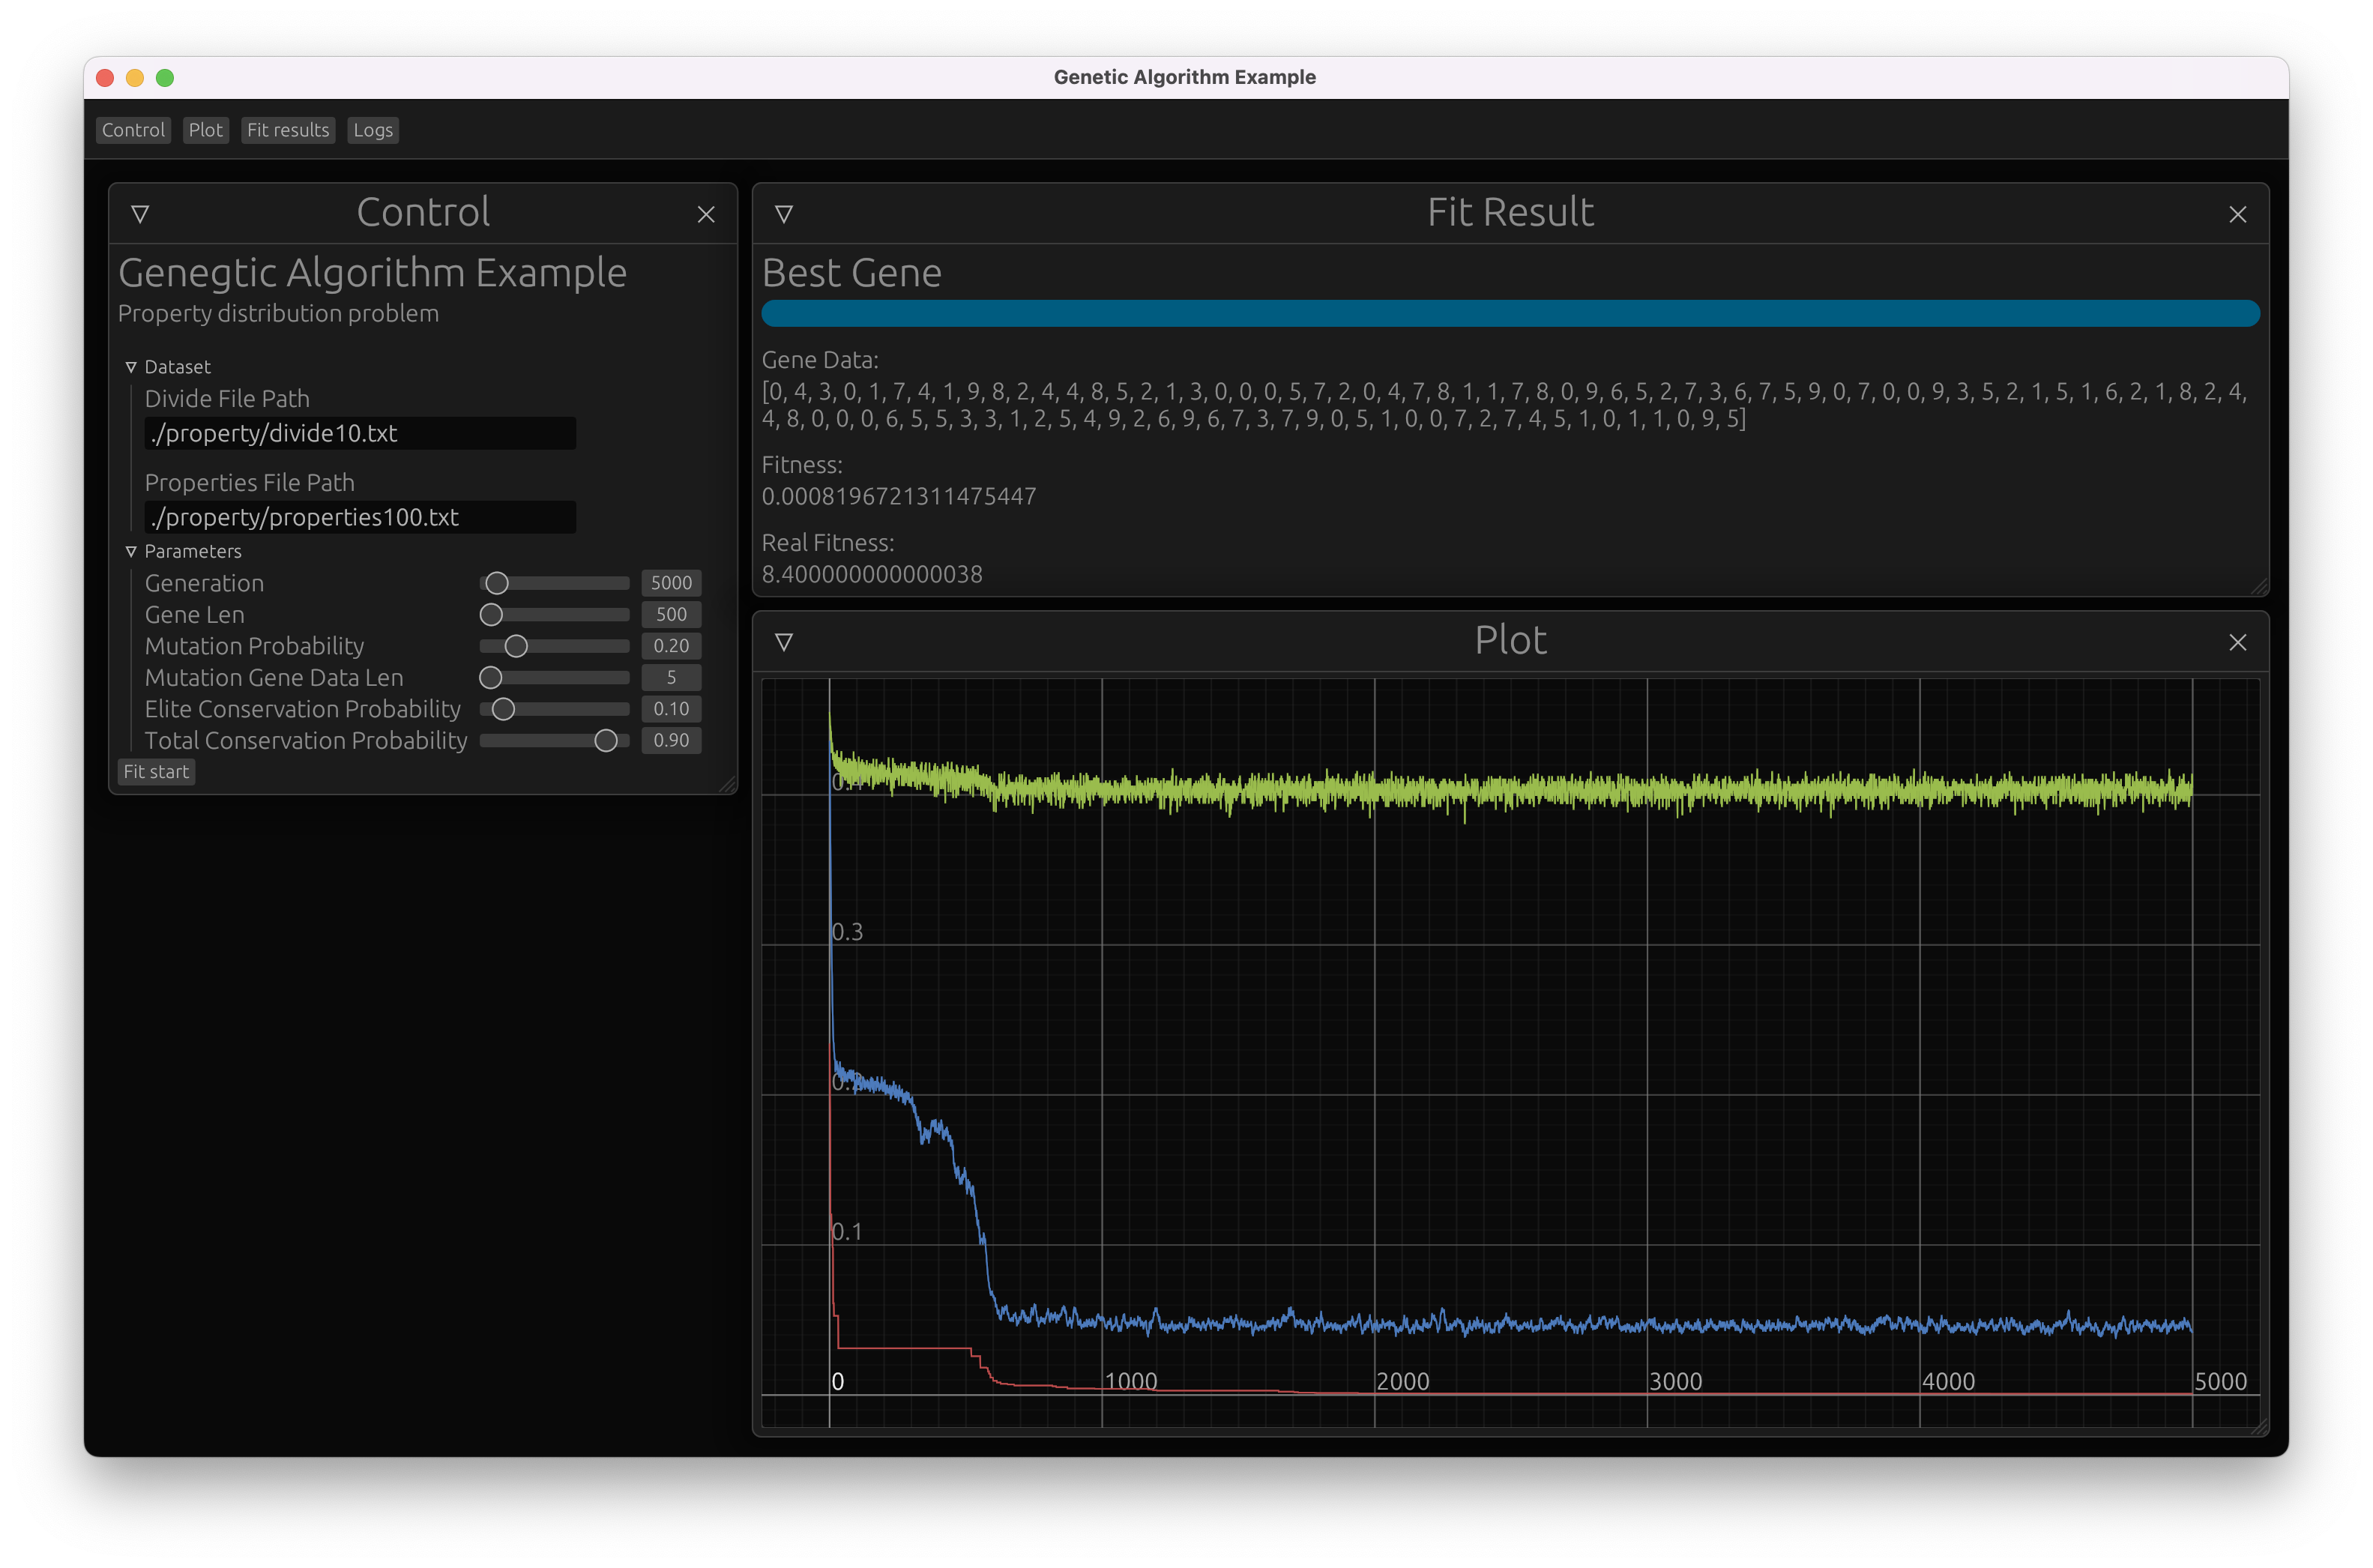 Genetic Algorithm Example
Control Plot Fit results Logs
Control
Genegtic Algorithm Example
Property distribution problem
Dataset
Divide File Path
./property/divide10.txt
Properties File Path
./property/properties100.txt
Parameters
Generation 5000
Gene Len 500
Mutation Probability 0.20
Mutation Gene Data Len 5
Elite Conservation Probability 0.10
Total Conservation Probability 0.90
Fit start
Fit Result
Best Gene
Gene Data:
[0, 4, 3, 0, 1, 7, 4, 1, 9, 8, 2, 4, 4, 8, 5, 2, 1, 3, 0, 0, 0, 5, 7, 2, 0, 4, 7, 8, 1, 1, 7, 8, 0, 9, 6, 5, 2, 7, 3, 6, 7, 5, 9, 0, 7, 0, 0, 9, 3, 5, 2, 1, 5, 1, 6, 2, 1, 8, 2, 4,
4, 8, 0, 0, 0, 6, 5, 5, 3, 3, 1, 2, 5, 4, 9, 2, 6, 9, 6, 7, 3, 7, 9, 0, 5, 1, 0, 0, 7, 2, 7, 4, 5, 1, 0, 1, 1, 0, 9, 5]
Fitness:
0.0008196721311475447
Real Fitness:
8.400000000000038
Plot
0.3
0.2
0.1
0 1000 2000 3000 4000 5000